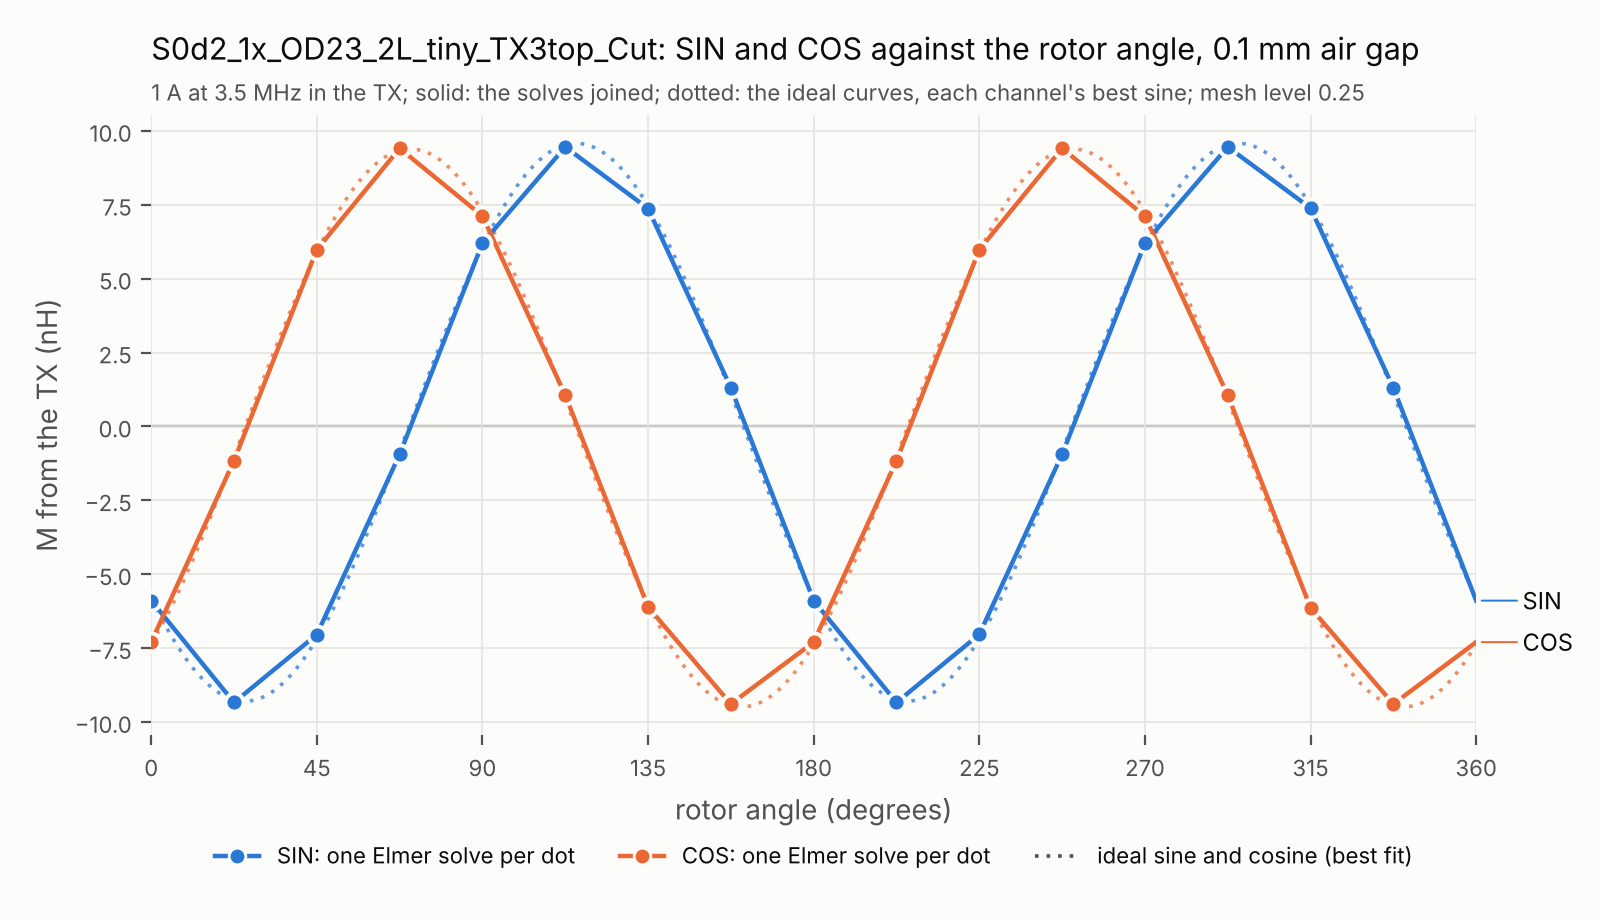 S0d2_1x_OD23_2L_tiny_TX3top_Cut: SIN and COS against the rotor angle, 0.1 mm air gap
1 A at 3.5 MHz in the TX; solid: the solves joined; dotted: the ideal curves, each channel's best sine; mesh level 0.25
M from the TX (nH)
10.0
7.5
5.0
2.5
0.0
−2.5
−5.0
−7.5
−10.0
SIN
COS
0 45 90 135 180 225 270 315 360
rotor angle (degrees)
SIN: one Elmer solve per dot COS: one Elmer solve per dot ideal sine and cosine (best fit)